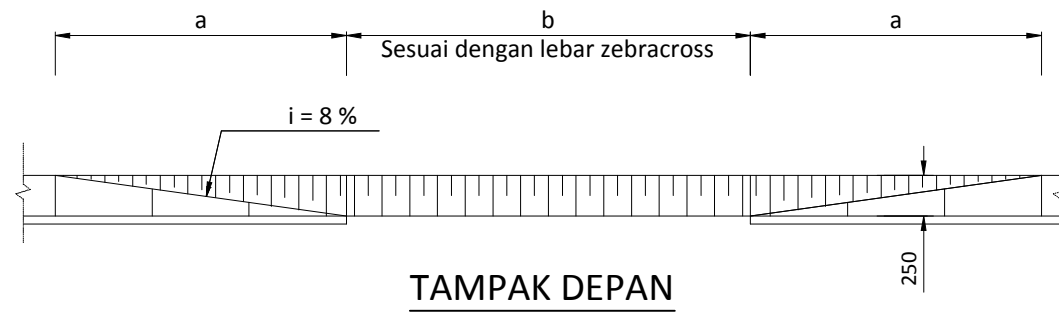 a
b
a
Sesuai dengan lebar zebracross
i = 8 %
250
TAMPAK DEPAN